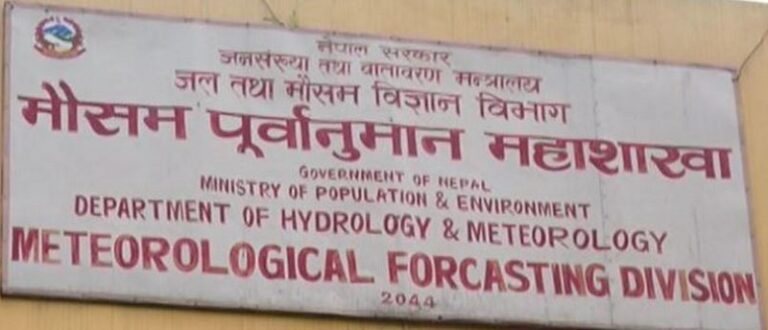 नेपाल सरकार
जनसंख्या तथा वातावरण मन्त्रालय
जल तथा मौसम विज्ञान विभाग
मौसम पूर्वानुमान महाशाखा
GOVERNMENT OF NEPAL
MINISTRY OF POPULATION & ENVIRONMENT
DEPARTMENT OF HYDROLOGY & METEOROLOGY
METEOROLOGICAL FORCASTING DIVISION
2044